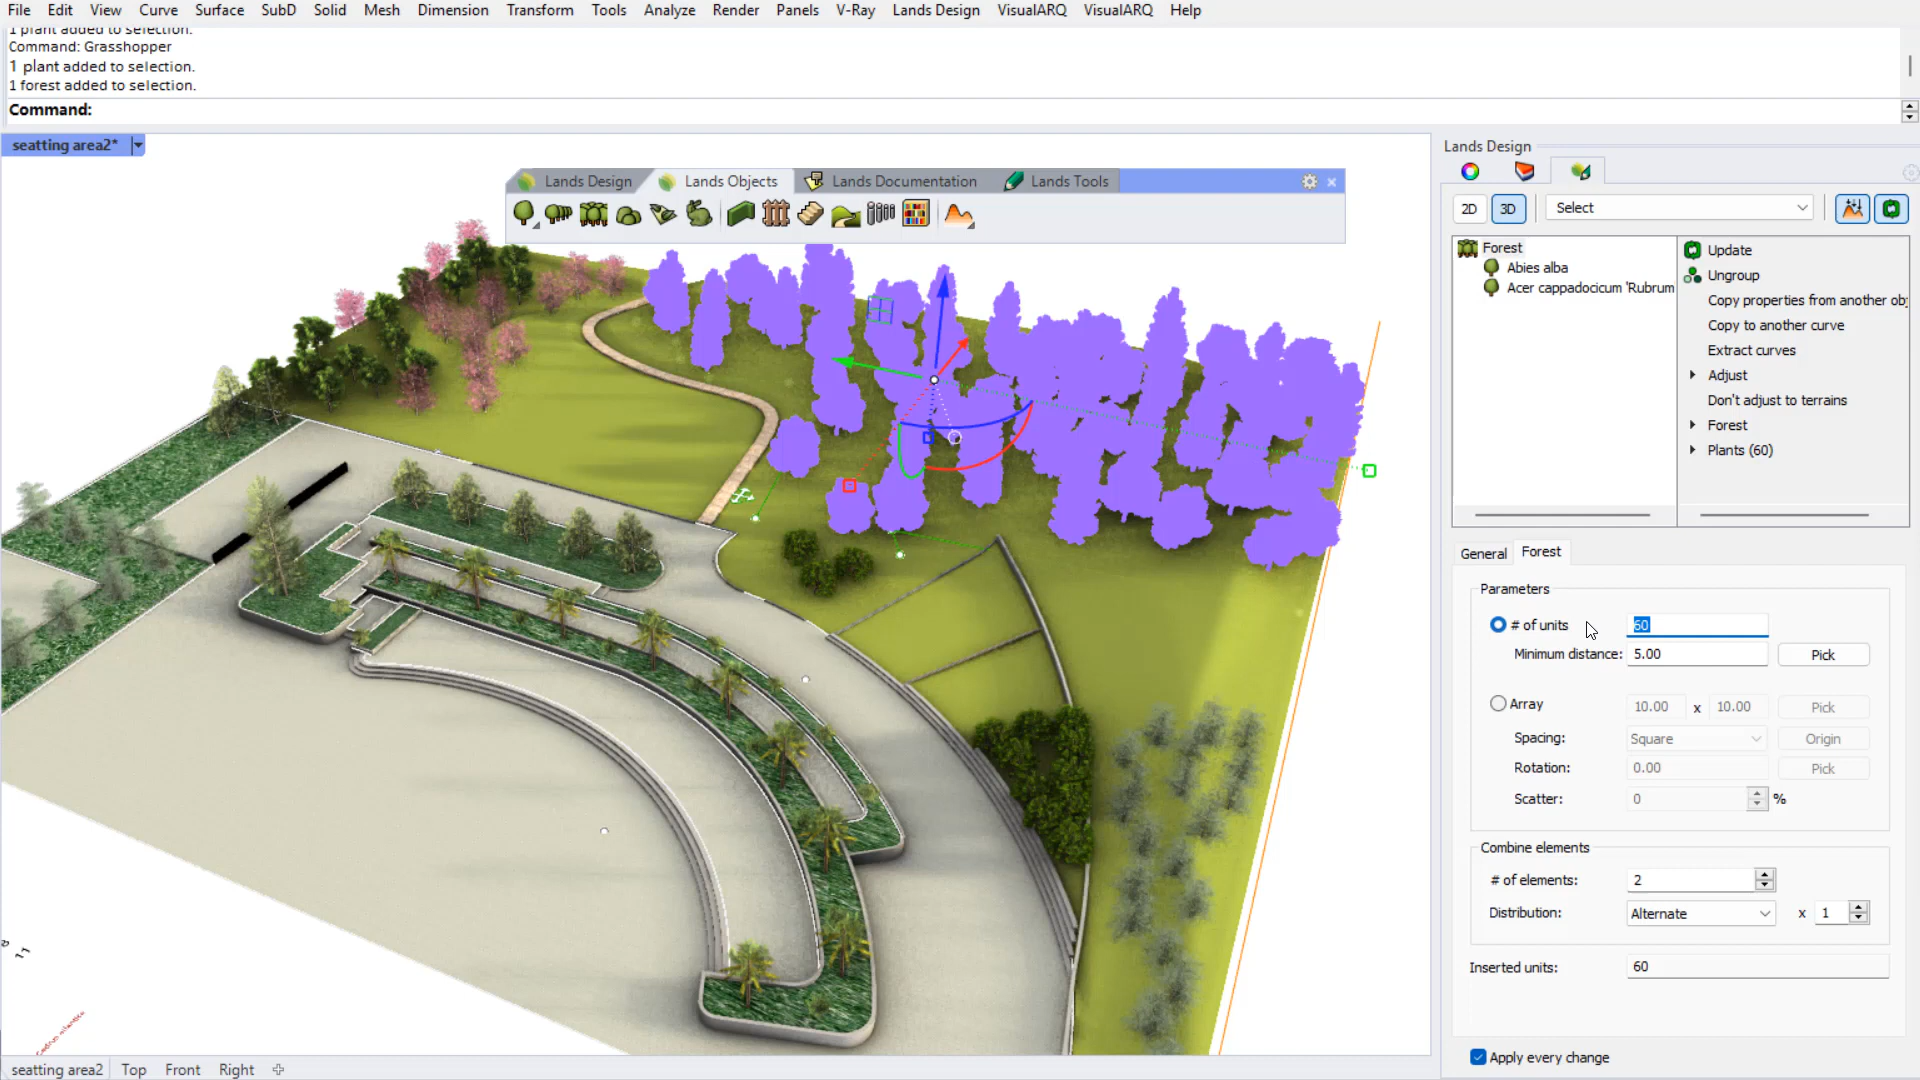 File Edit View Curve Surface SubD Solid Mesh Dimension Transform Tools Analyze Render Panels V-Ray Lands Design VisualARQ VisualARQ Help
1 plant added to selection.
Command: Grasshopper
1 plant added to selection.
1 forest added to selection.
Command:
seatting area2*
Lands Design Lands Objects Lands Documentation Lands Tools
Lands Design
2D 3D Select
Forest
Abies alba
Acer cappadocicum 'Rubrum
Update
Ungroup
Copy properties from another obj
Copy to another curve
Extract curves
Adjust
Don't adjust to terrains
Forest
Plants (60)
General Forest
Parameters
# of units 60
Minimum distance: 5.00 Pick
Array 10.00 x 10.00 Pick
Spacing: Square Origin
Rotation: 0.00 Pick
Scatter: 0 %
Combine elements
# of elements: 2
Distribution: Alternate x 1
Inserted units: 60
Apply every change
seatting area2 Top Front Right